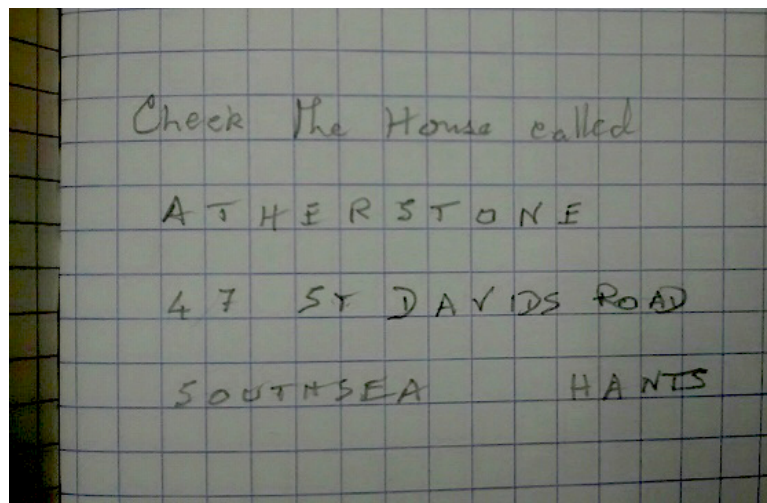 Check The House called
ATHERSTONE
47 ST DAVIDS ROAD
SOUTHSEA HANTS